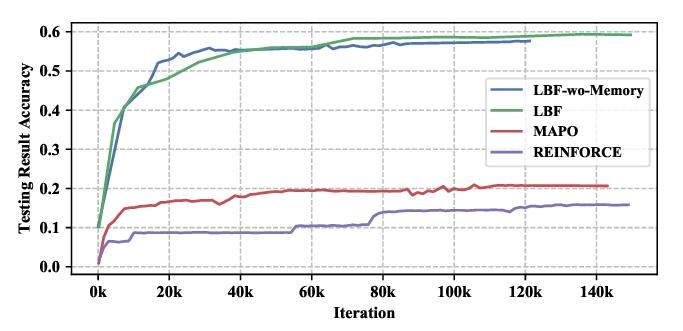 Testing Result Accuracy
0.6
0.5
0.4
0.3
0.2
0.1
0.0
LBF-wo-Memory
LBF
MAPO
REINFORCE
0k 20k 40k 60k 80k 100k 120k 140k
Iteration